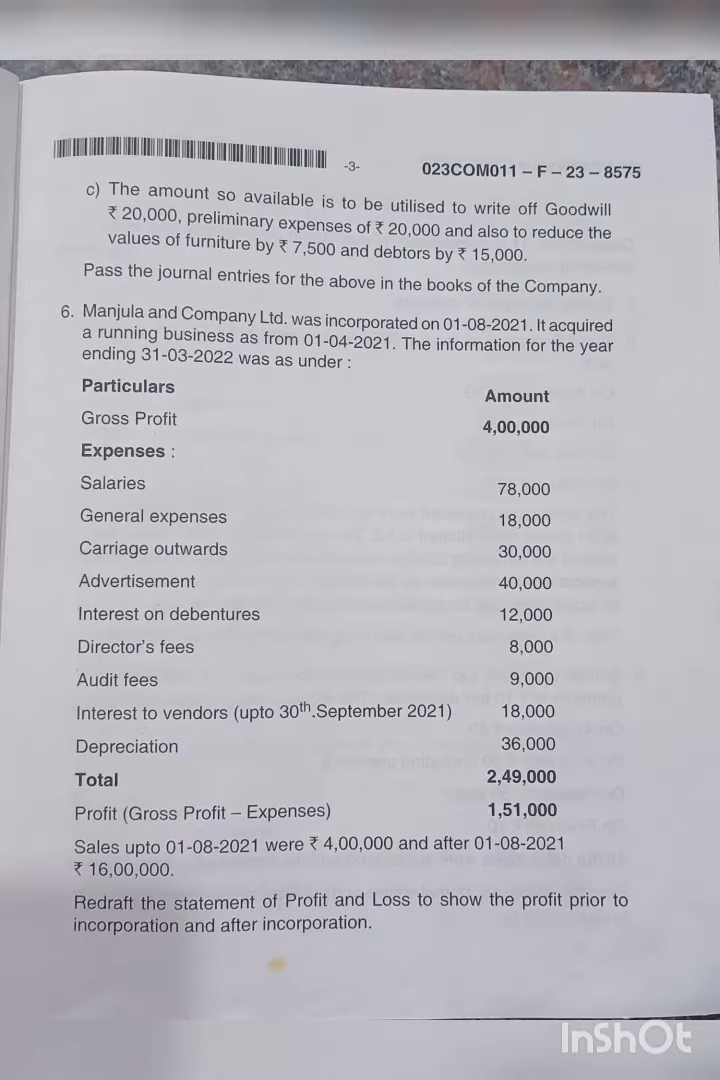 -3-
023COM011 – F – 23 – 8575
c) The amount so available is to be utilised to write off Goodwill
₹ 20,000, preliminary expenses of ₹ 20,000 and also to reduce the
values of furniture by ₹ 7,500 and debtors by ₹ 15,000.
Pass the journal entries for the above in the books of the Company.
6. Manjula and Company Ltd. was incorporated on 01-08-2021. It acquired
a running business as from 01-04-2021. The information for the year
ending 31-03-2022 was as under :
Particulars Amount
Gross Profit 4,00,000
Expenses :
Salaries 78,000
General expenses 18,000
Carriage outwards 30,000
Advertisement 40,000
Interest on debentures 12,000
Director's fees 8,000
Audit fees 9,000
Interest to vendors (upto 30th.September 2021) 18,000
Depreciation 36,000
Total 2,49,000
Profit (Gross Profit – Expenses) 1,51,000
Sales upto 01-08-2021 were ₹ 4,00,000 and after 01-08-2021
₹ 16,00,000.
Redraft the statement of Profit and Loss to show the profit prior to
incorporation and after incorporation.
InShOt